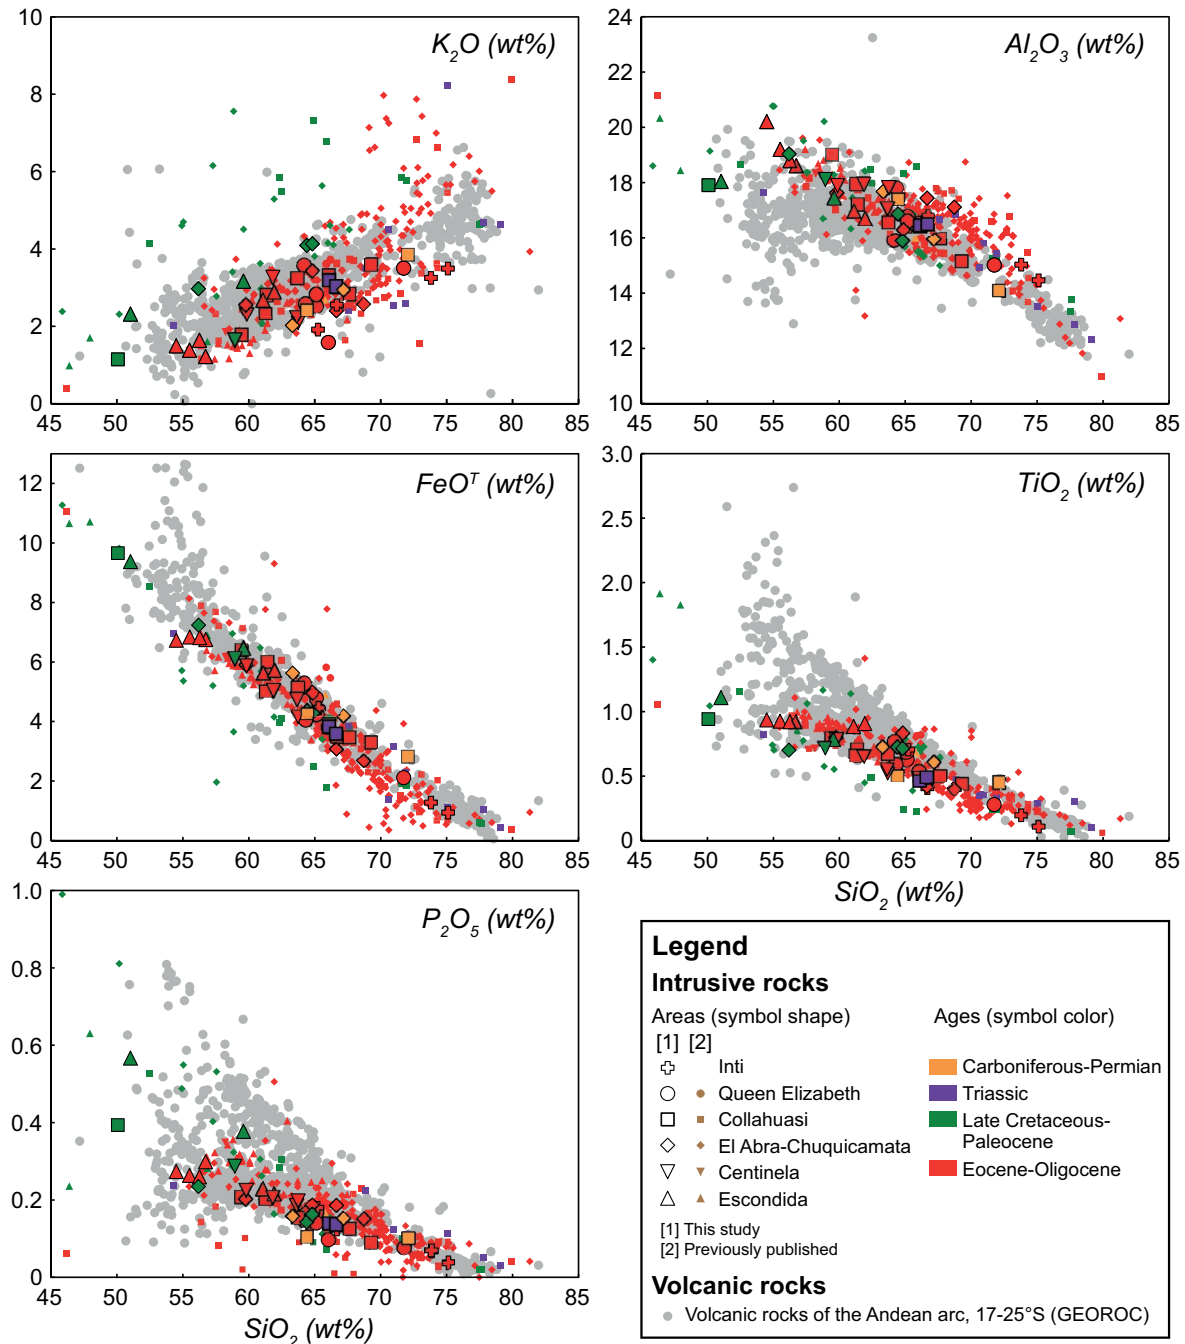 K2O (wt%)
10
8
6
4
2
0
45 50 55 60 65 70 75 80 85
Al2O3 (wt%)
24
22
20
18
16
14
12
10
45 50 55 60 65 70 75 80 85
FeO^T (wt%)
12
10
8
6
4
2
0
45 50 55 60 65 70 75 80 85
TiO2 (wt%)
3.0
2.5
2.0
1.5
1.0
0.5
0
45 50 55 60 65 70 75 80 85
SiO2 (wt%)
P2O5 (wt%)
1.0
0.8
0.6
0.4
0.2
0
45 50 55 60 65 70 75 80 85
SiO2 (wt%)
Legend
Intrusive rocks
Areas (symbol shape)
[1] [2]
Inti
Queen Elizabeth
Collahuasi
El Abra-Chuquicamata
Centinela
Escondida
[1] This study
[2] Previously published
Ages (symbol color)
Carboniferous-Permian
Triassic
Late Cretaceous-
Paleocene
Eocene-Oligocene
Volcanic rocks
Volcanic rocks of the Andean arc, 17-25°S (GEOROC)